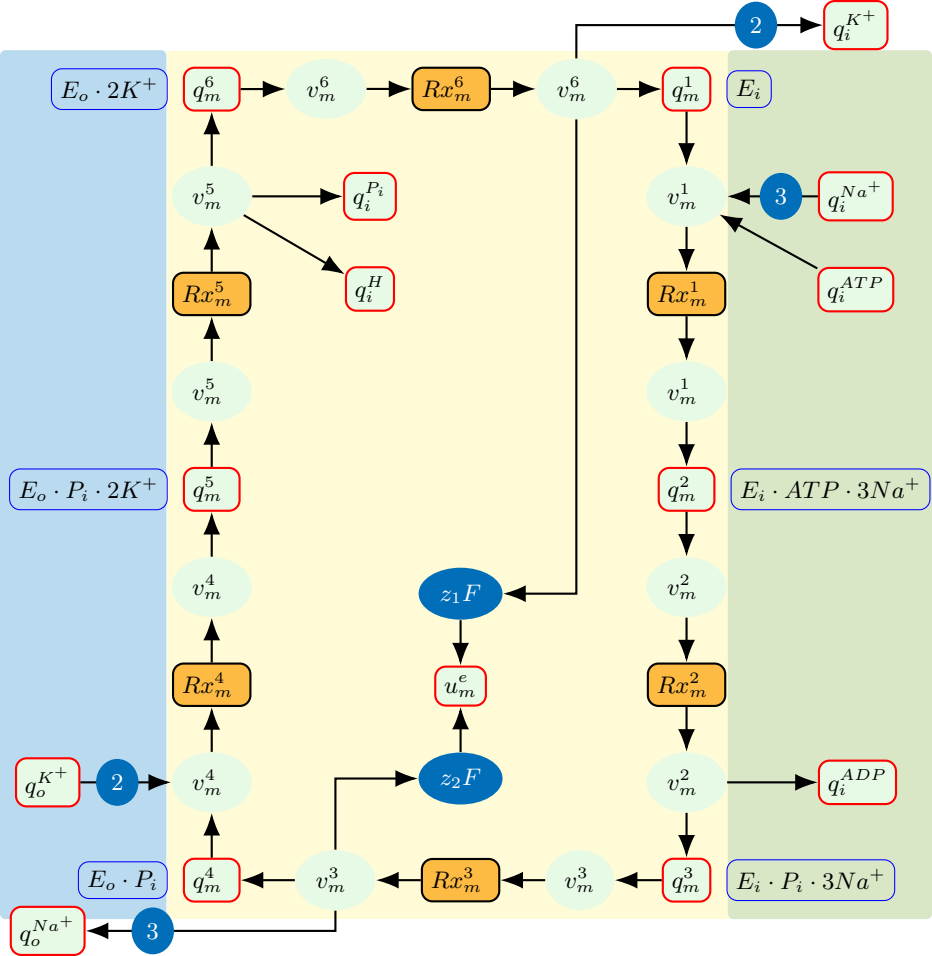 2 q_i^{K^+}
E_o · 2K^+ q_m^6 v_m^6 Rx_m^6 v_m^6 q_m^1 E_i
v_m^5 q_i^{P_i} v_m^1 3 q_i^{Na^+}
Rx_m^5 q_i^H Rx_m^1 q_i^{ATP}
v_m^5 v_m^1
E_o · P_i · 2K^+ q_m^5 q_m^2 E_i · ATP · 3Na^+
v_m^4 z_1F v_m^2
Rx_m^4 u_m^e Rx_m^2
q_o^{K^+} 2 v_m^4 z_2F v_m^2 q_i^{ADP}
E_o · P_i q_m^4 v_m^3 Rx_m^3 v_m^3 q_m^3 E_i · P_i · 3Na^+
q_o^{Na^+} 3